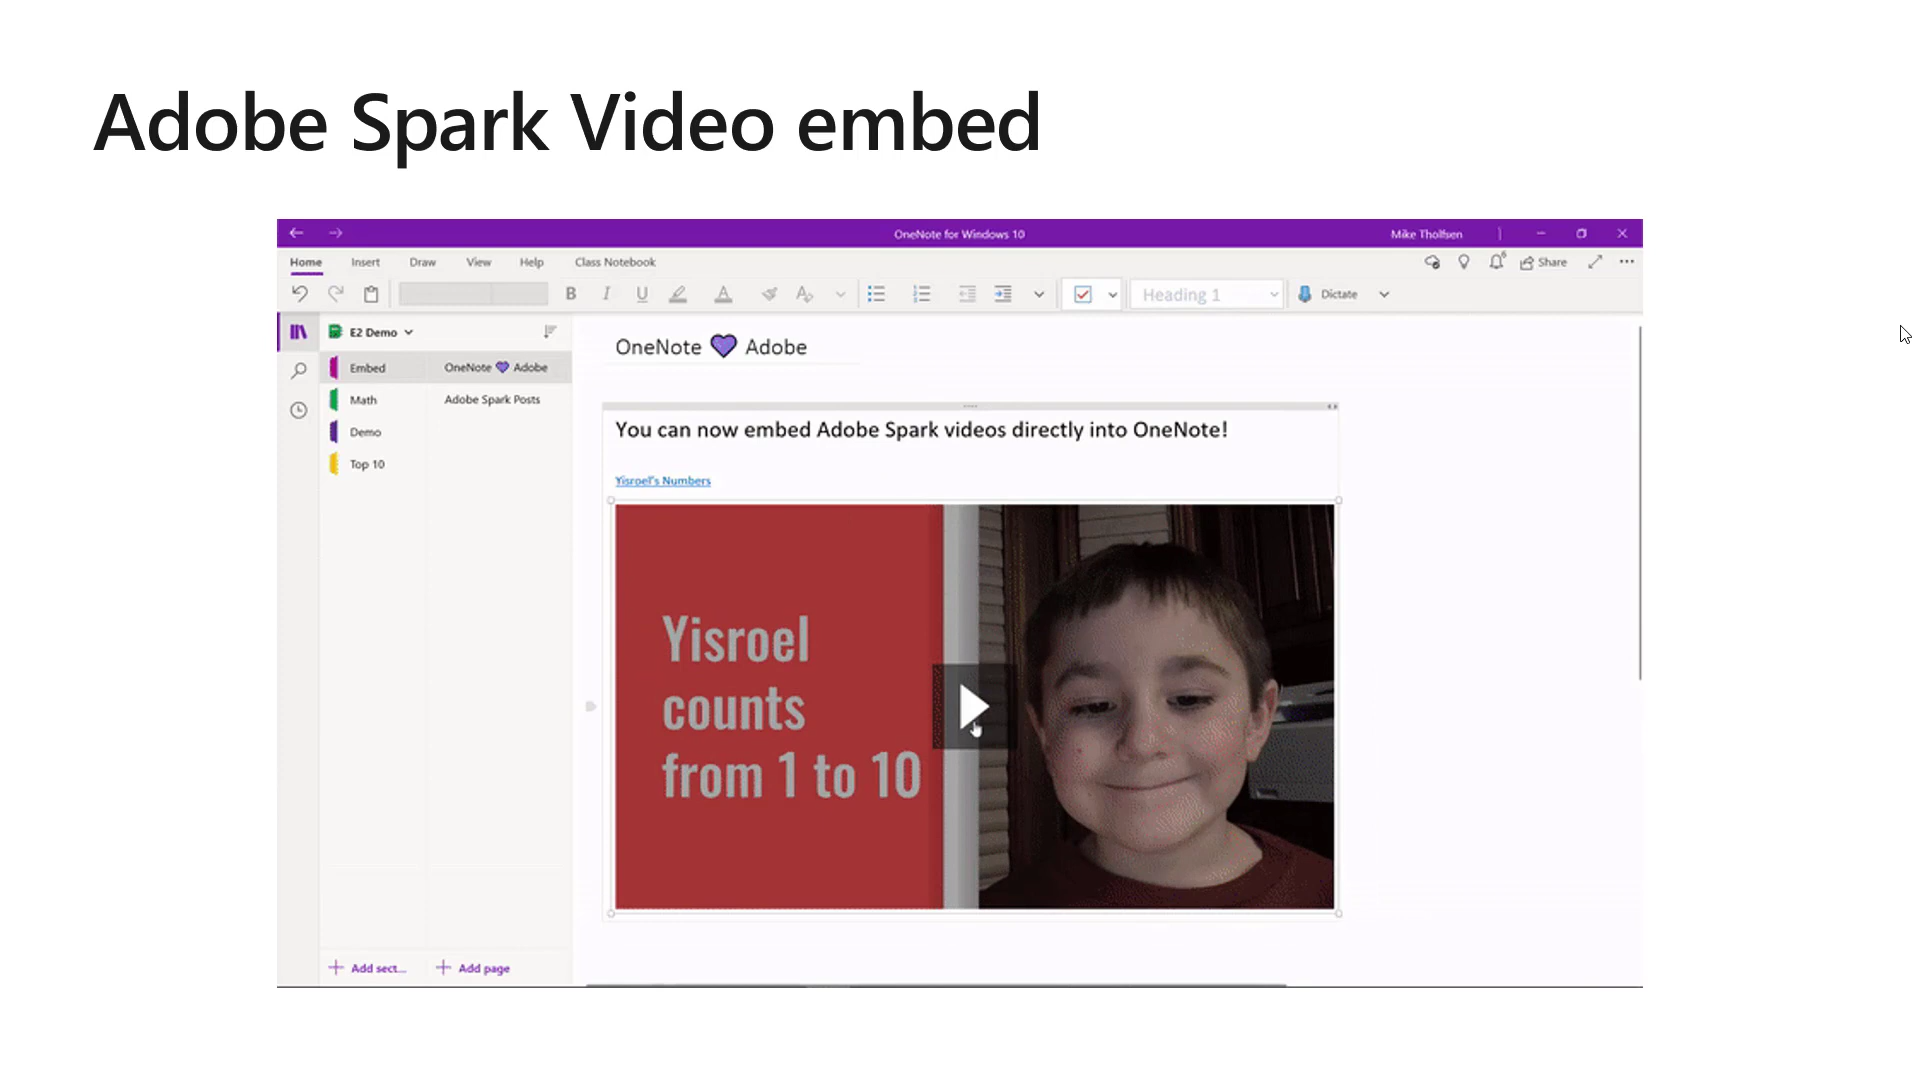 Adobe Spark Video embed
OneNote for Windows 10
Mike Tholfsen
Home Insert Draw View Help Class Notebook
Share
B I U A A Heading 1 Dictate
E2 Demo
Embed
Math
Demo
Top 10
OneNote 💜 Adobe
Adobe Spark Posts
OneNote 💜 Adobe
You can now embed Adobe Spark videos directly into OneNote!
Yisroel's Numbers
Yisroel
counts
from 1 to 10
+ Add sect... + Add page